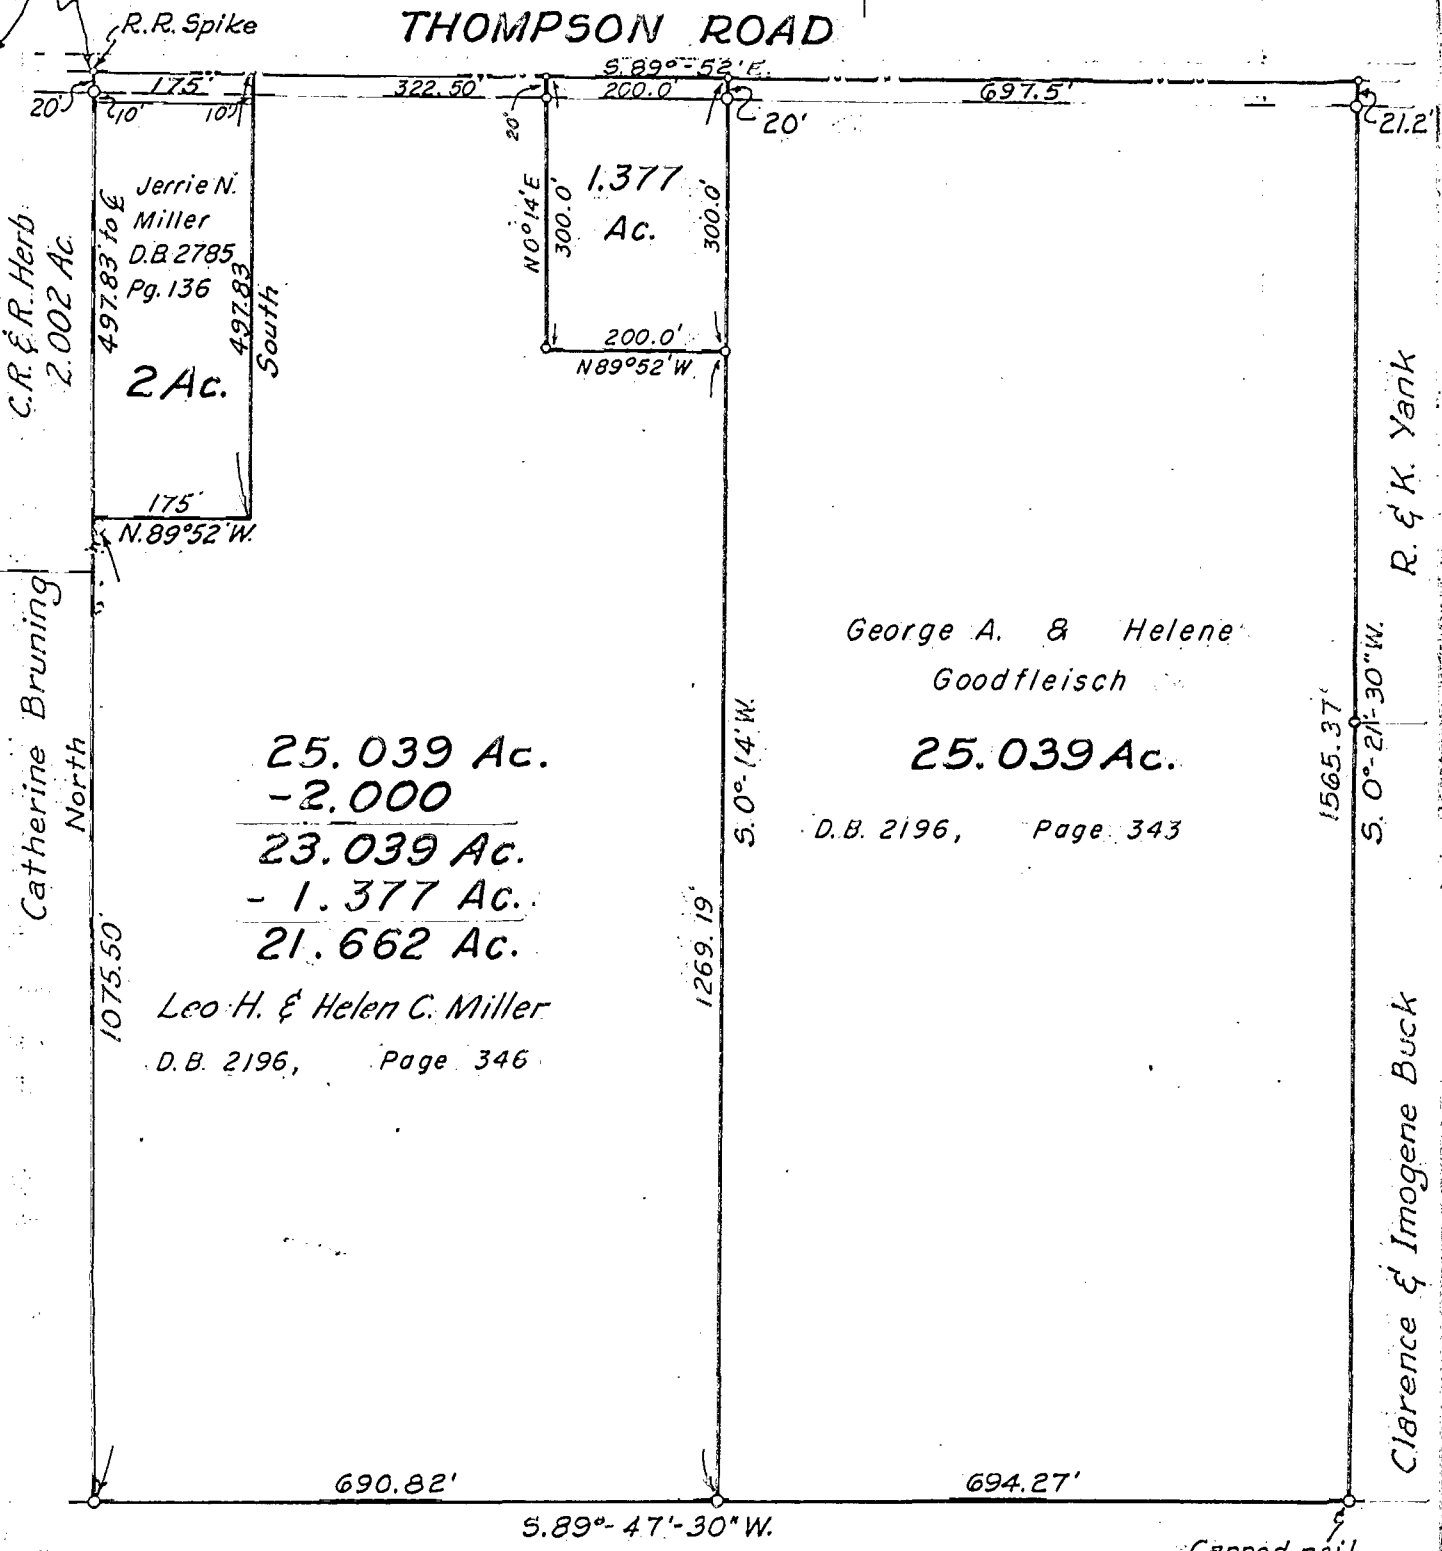 R.R. Spike
THOMPSON ROAD
S.89°-52'E.
175'
322.50'
200.0'
697.5'
20'
10'
10'
20'
20'
21.2'
Jerrie N.
Miller
D.B. 2785
Pg. 136
2 Ac.
497.83' to ℄
497.83
South
C.R. & R. Herb
2.002 Ac.
N0°14'E
300.0'
1.377
Ac.
300.0'
200.0'
N89°52'W.
175'
N.89°52'W.
R. & K. Yank
Catherine Bruning
North
1075.50'
25.039 Ac.
-2.000
23.039 Ac.
- 1.377 Ac.
21.662 Ac.
Leo H. & Helen C. Miller
D.B. 2196, Page 346
S.0°-14'W.
1269.19'
George A. & Helene
Goodfleisch
25.039 Ac.
D.B. 2196, Page 343
1565.37'
S. 0°-21'-30"W.
Clarence & Imogene Buck
690.82'
694.27'
S.89°-47'-30"W.